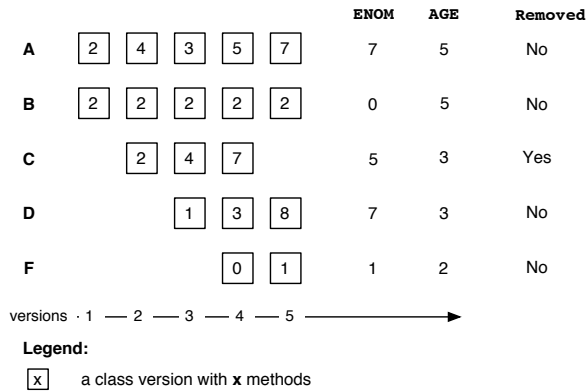 ENOM AGE Removed
A 2 4 3 5 7 7 5 No
B 2 2 2 2 2 0 5 No
C 2 4 7 5 3 Yes
D 1 3 8 7 3 No
F 0 1 1 2 No
versions 1 2 3 4 5
Legend:
x a class version with x methods